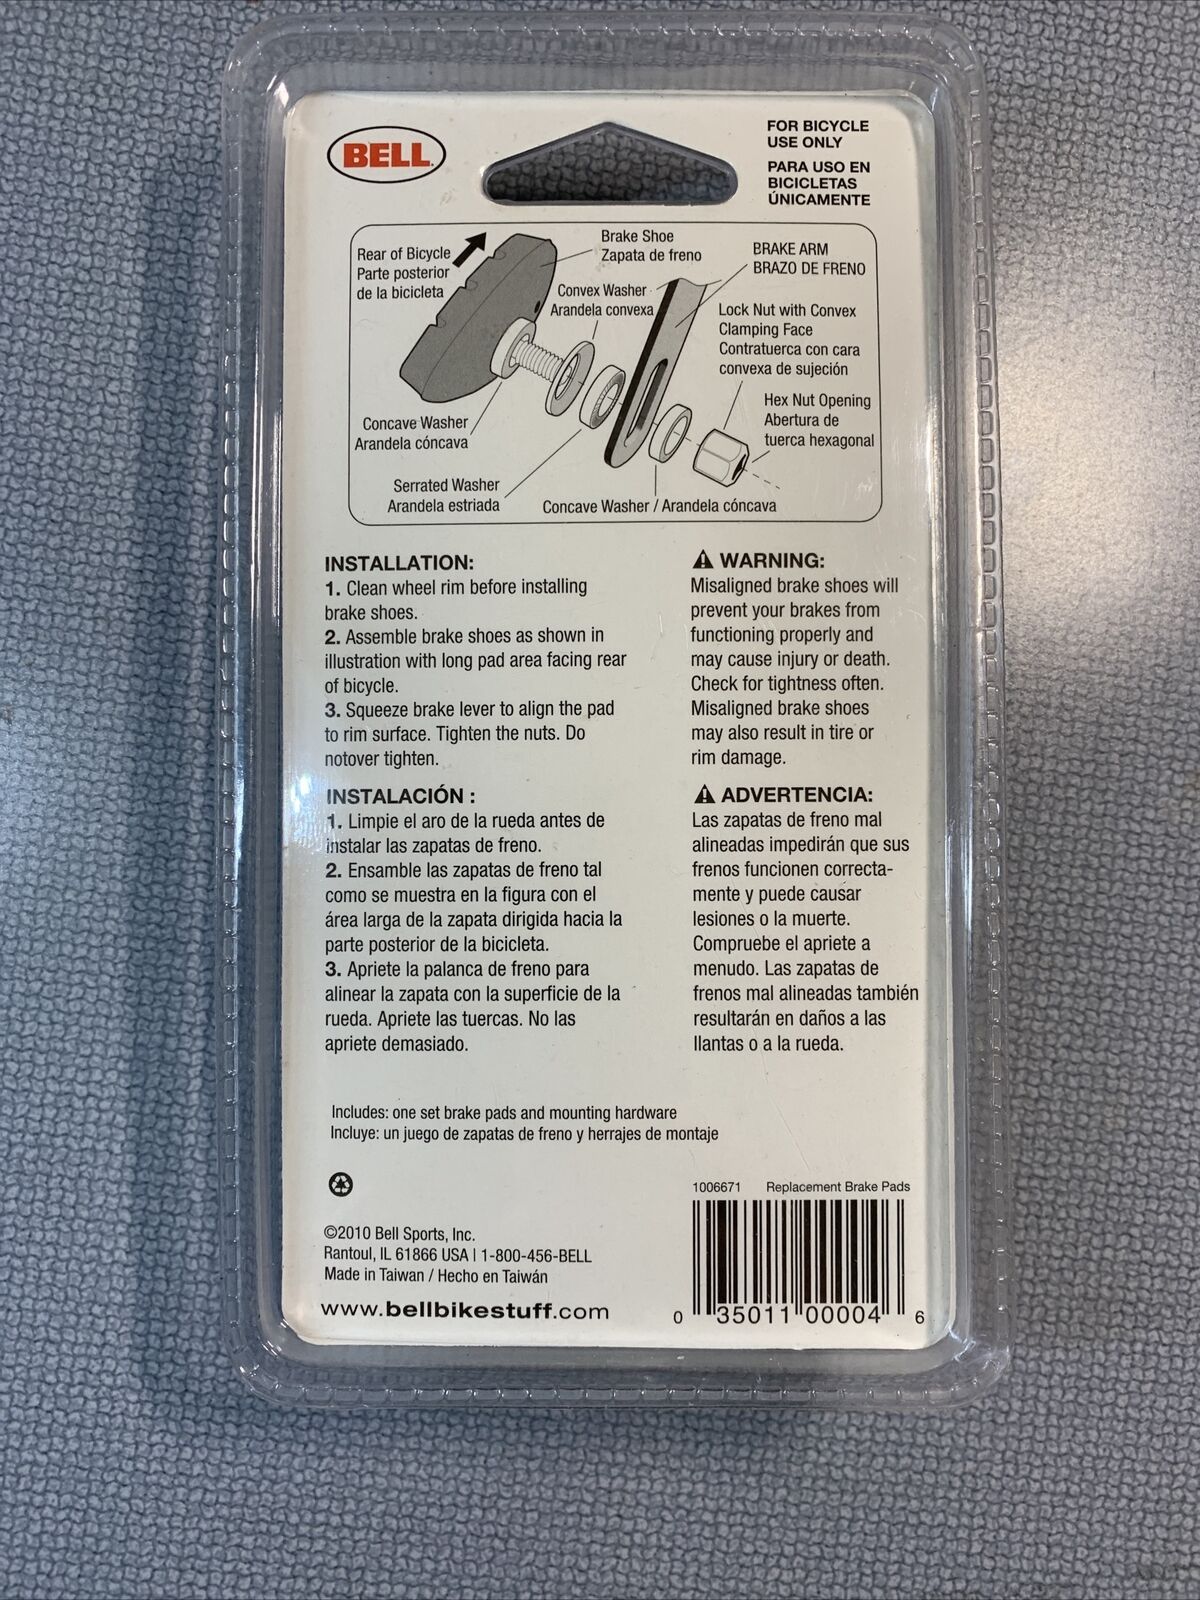 BELL
FOR BICYCLE
USE ONLY
PARA USO EN
BICICLETAS
ÚNICAMENTE
Rear of Bicycle
Parte posterior
de la bicicleta
Brake Shoe
Zapata de freno
BRAKE ARM
BRAZO DE FRENO
Convex Washer
Arandela convexa
Lock Nut with Convex
Clamping Face
Contratuerca con cara
convexa de sujeción
Hex Nut Opening
Abertura de
tuerca hexagonal
Concave Washer
Arandela cóncava
Serrated Washer
Arandela estriada
Concave Washer / Arandela cóncava
INSTALLATION:
1. Clean wheel rim before installing
brake shoes.
2. Assemble brake shoes as shown in
illustration with long pad area facing rear
of bicycle.
3. Squeeze brake lever to align the pad
to rim surface. Tighten the nuts. Do
notover tighten.
WARNING:
Misaligned brake shoes will
prevent your brakes from
functioning properly and
may cause injury or death.
Check for tightness often.
Misaligned brake shoes
may also result in tire or
rim damage.
INSTALACIÓN :
1. Limpie el aro de la rueda antes de
instalar las zapatas de freno.
2. Ensamble las zapatas de freno tal
como se muestra en la figura con el
área larga de la zapata dirigida hacia la
parte posterior de la bicicleta.
3. Apriete la palanca de freno para
alinear la zapata con la superficie de la
rueda. Apriete las tuercas. No las
apriete demasiado.
ADVERTENCIA:
Las zapatas de freno mal
alineadas impedirán que sus
frenos funcionen correcta-
mente y puede causar
lesiones o la muerte.
Compruebe el apriete a
menudo. Las zapatas de
frenos mal alineadas también
resultarán en daños a las
llantas o a la rueda.
Includes: one set brake pads and mounting hardware
Incluye: un juego de zapatas de freno y herrajes de montaje
©2010 Bell Sports, Inc.
Rantoul, IL 61866 USA | 1-800-456-BELL
Made in Taiwan / Hecho en Taiwán
www.bellbikestuff.com
1006671 Replacement Brake Pads
0 35011 00004 6